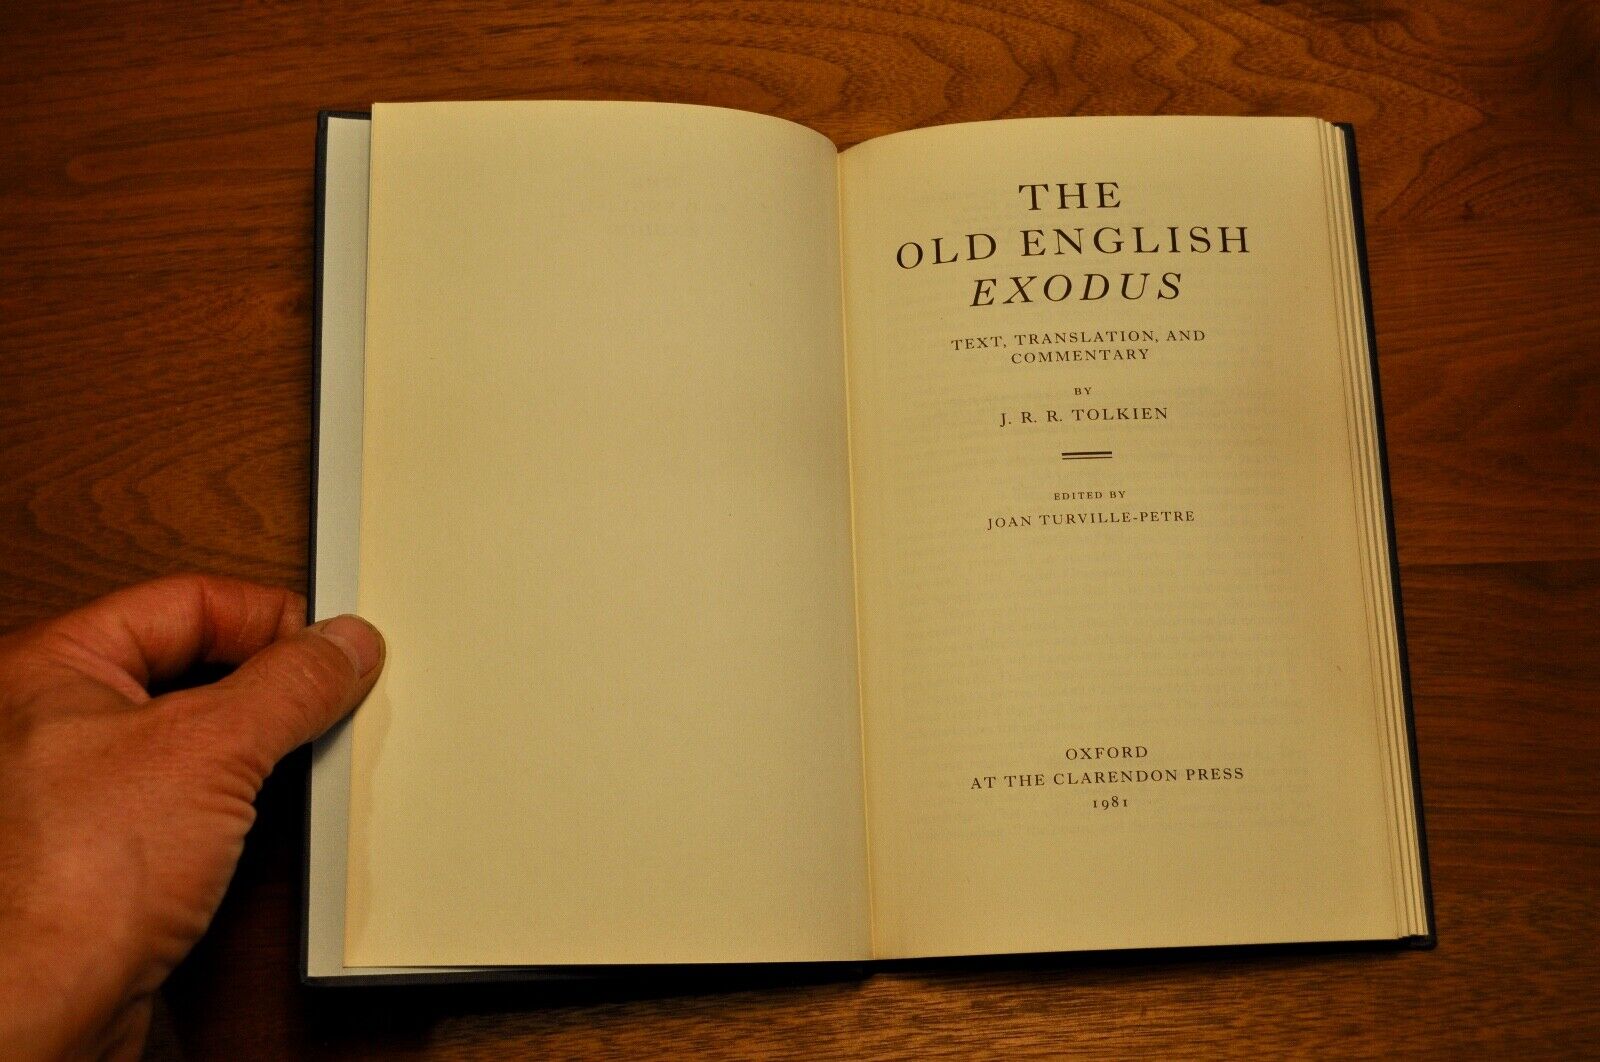 THE
OLD ENGLISH
EXODUS
TEXT, TRANSLATION, AND
COMMENTARY
BY
J. R. R. TOLKIEN
EDITED BY
JOAN TURVILLE-PETRE
OXFORD
AT THE CLARENDON PRESS
1981